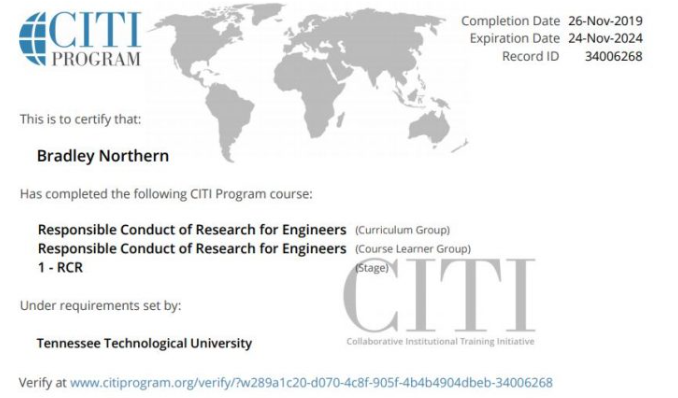 CITI
PROGRAM
Completion Date 26-Nov-2019
Expiration Date 24-Nov-2024
Record ID 34006268
This is to certify that:
Bradley Northern
Has completed the following CITI Program course:
Responsible Conduct of Research for Engineers (Curriculum Group)
Responsible Conduct of Research for Engineers (Course Learner Group)
1 - RCR (Stage)
Under requirements set by:
Tennessee Technological University
CITI
Collaborative Institutional Training Initiative
Verify at www.citiprogram.org/verify/?w289a1c20-d070-4c8f-905f-4b4b4904dbeb-34006268